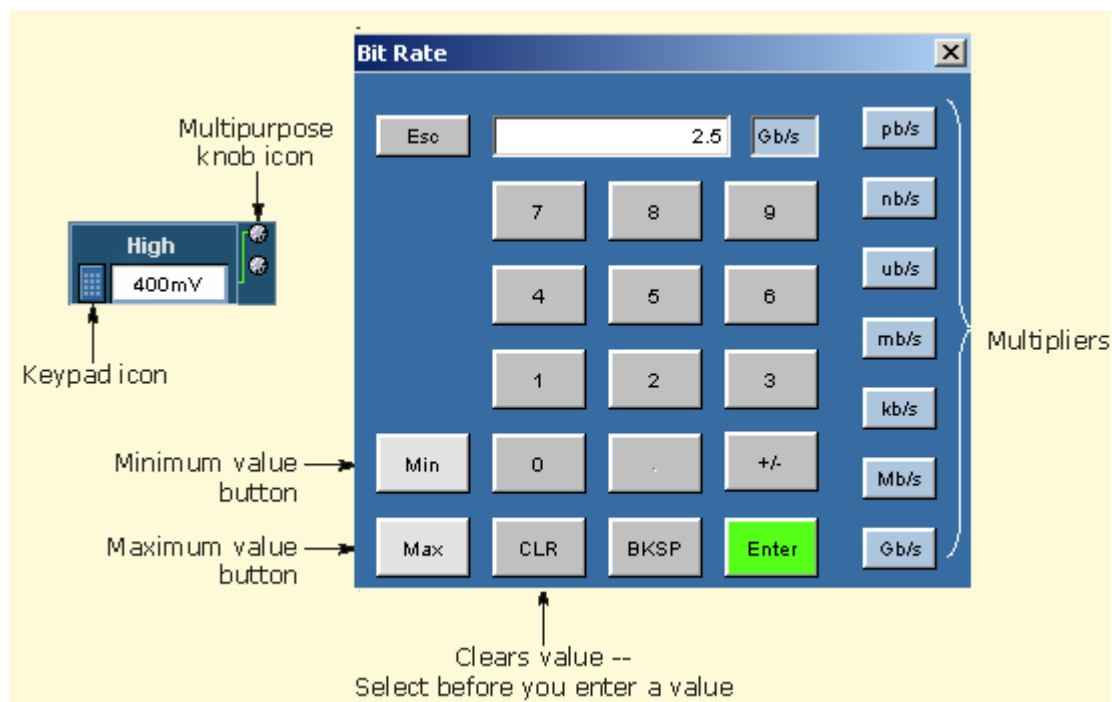 Bit Rate
Multipurpose
knob icon
High
400mV
Keypad icon
Esc
2.5
Gb/s
7 8 9
4 5 6
1 2 3
Minimum value
button
Min
0 . +/-
Maximum value
button
Max
CLR BKSP Enter
pb/s
nb/s
ub/s
mb/s
kb/s
Mb/s
Gb/s
Multipliers
Clears value --
Select before you enter a value